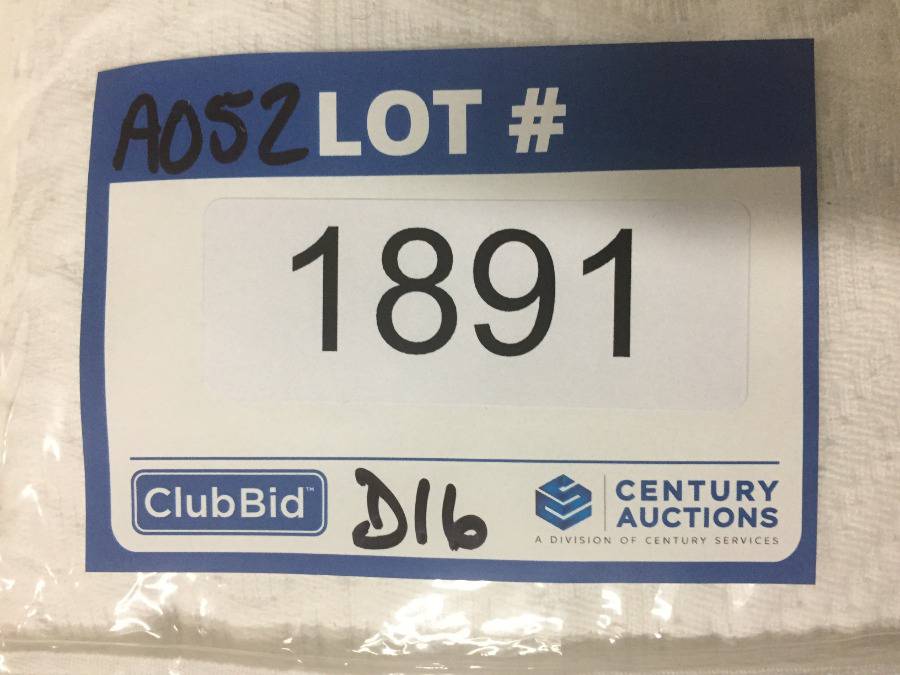 A052 LOT #
1891
ClubBid™ D16 CENTURY
AUCTIONS
A DIVISION OF CENTURY SERVICES